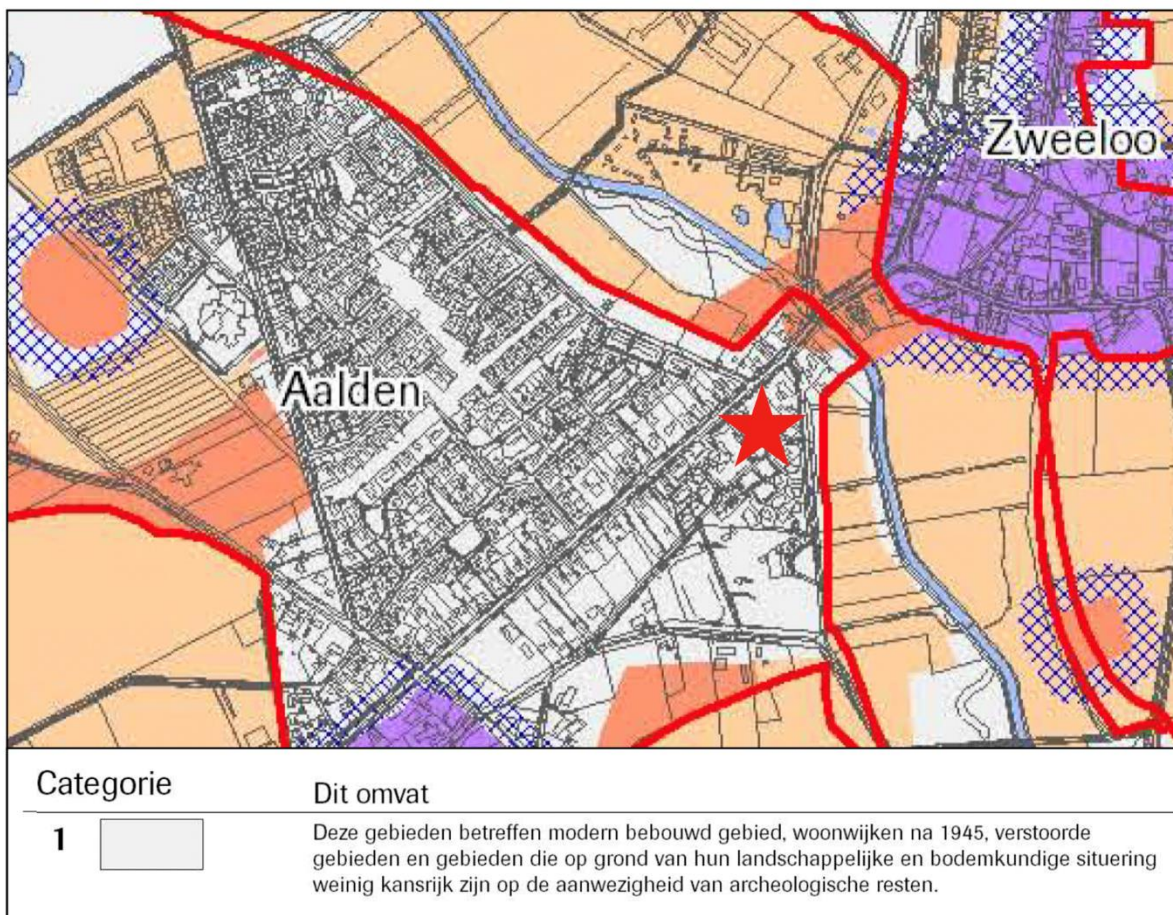 Zweeloo
Aalden
Categorie
Dit omvat
1
Deze gebieden betreffen modern bebouwd gebied, woonwijken na 1945, verstoorde
gebieden en gebieden die op grond van hun landschappelijke en bodemkundige situering
weinig kansrijk zijn op de aanwezigheid van archeologische resten.